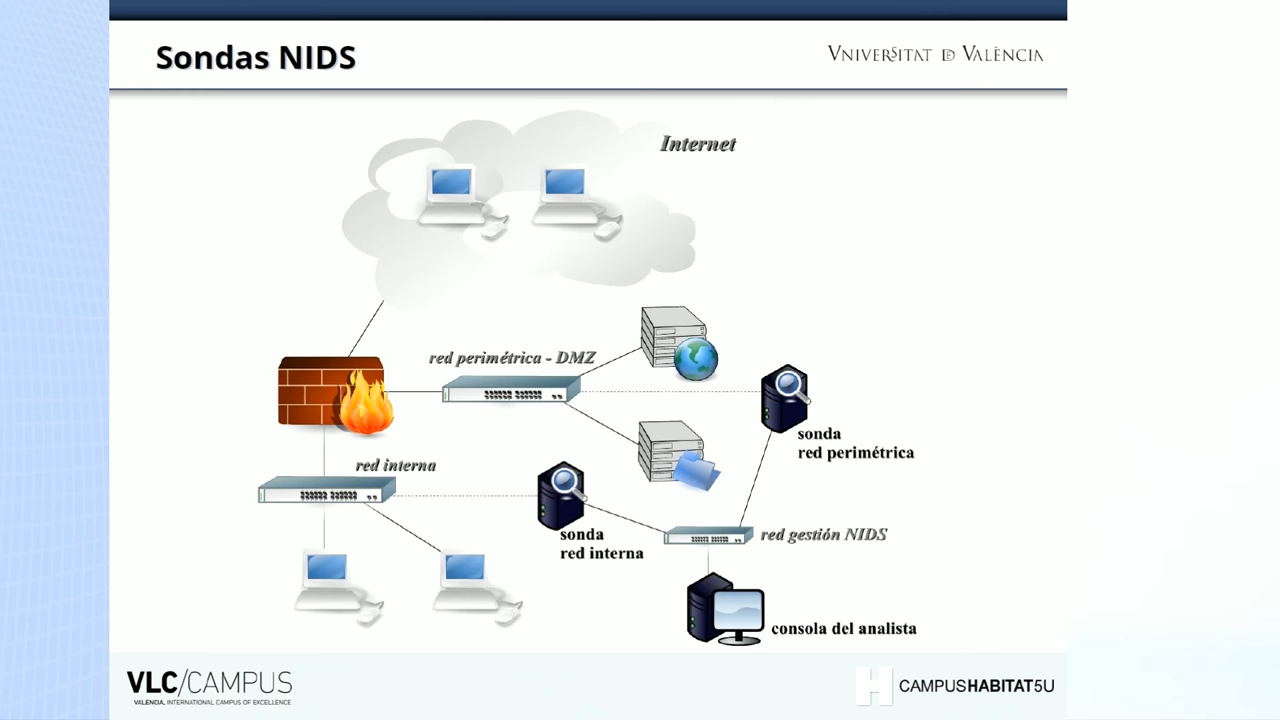 Sondas NIDS
VNIVERSITAT DE VALÈNCIA
Internet
red perimétrica - DMZ
sonda
red perimétrica
red interna
sonda
red interna
red gestión NIDS
consola del analista
VLC/CAMPUS
VALENCIA, INTERNATIONAL CAMPUS OF EXCELLENCE
H CAMPUSHABITAT5U